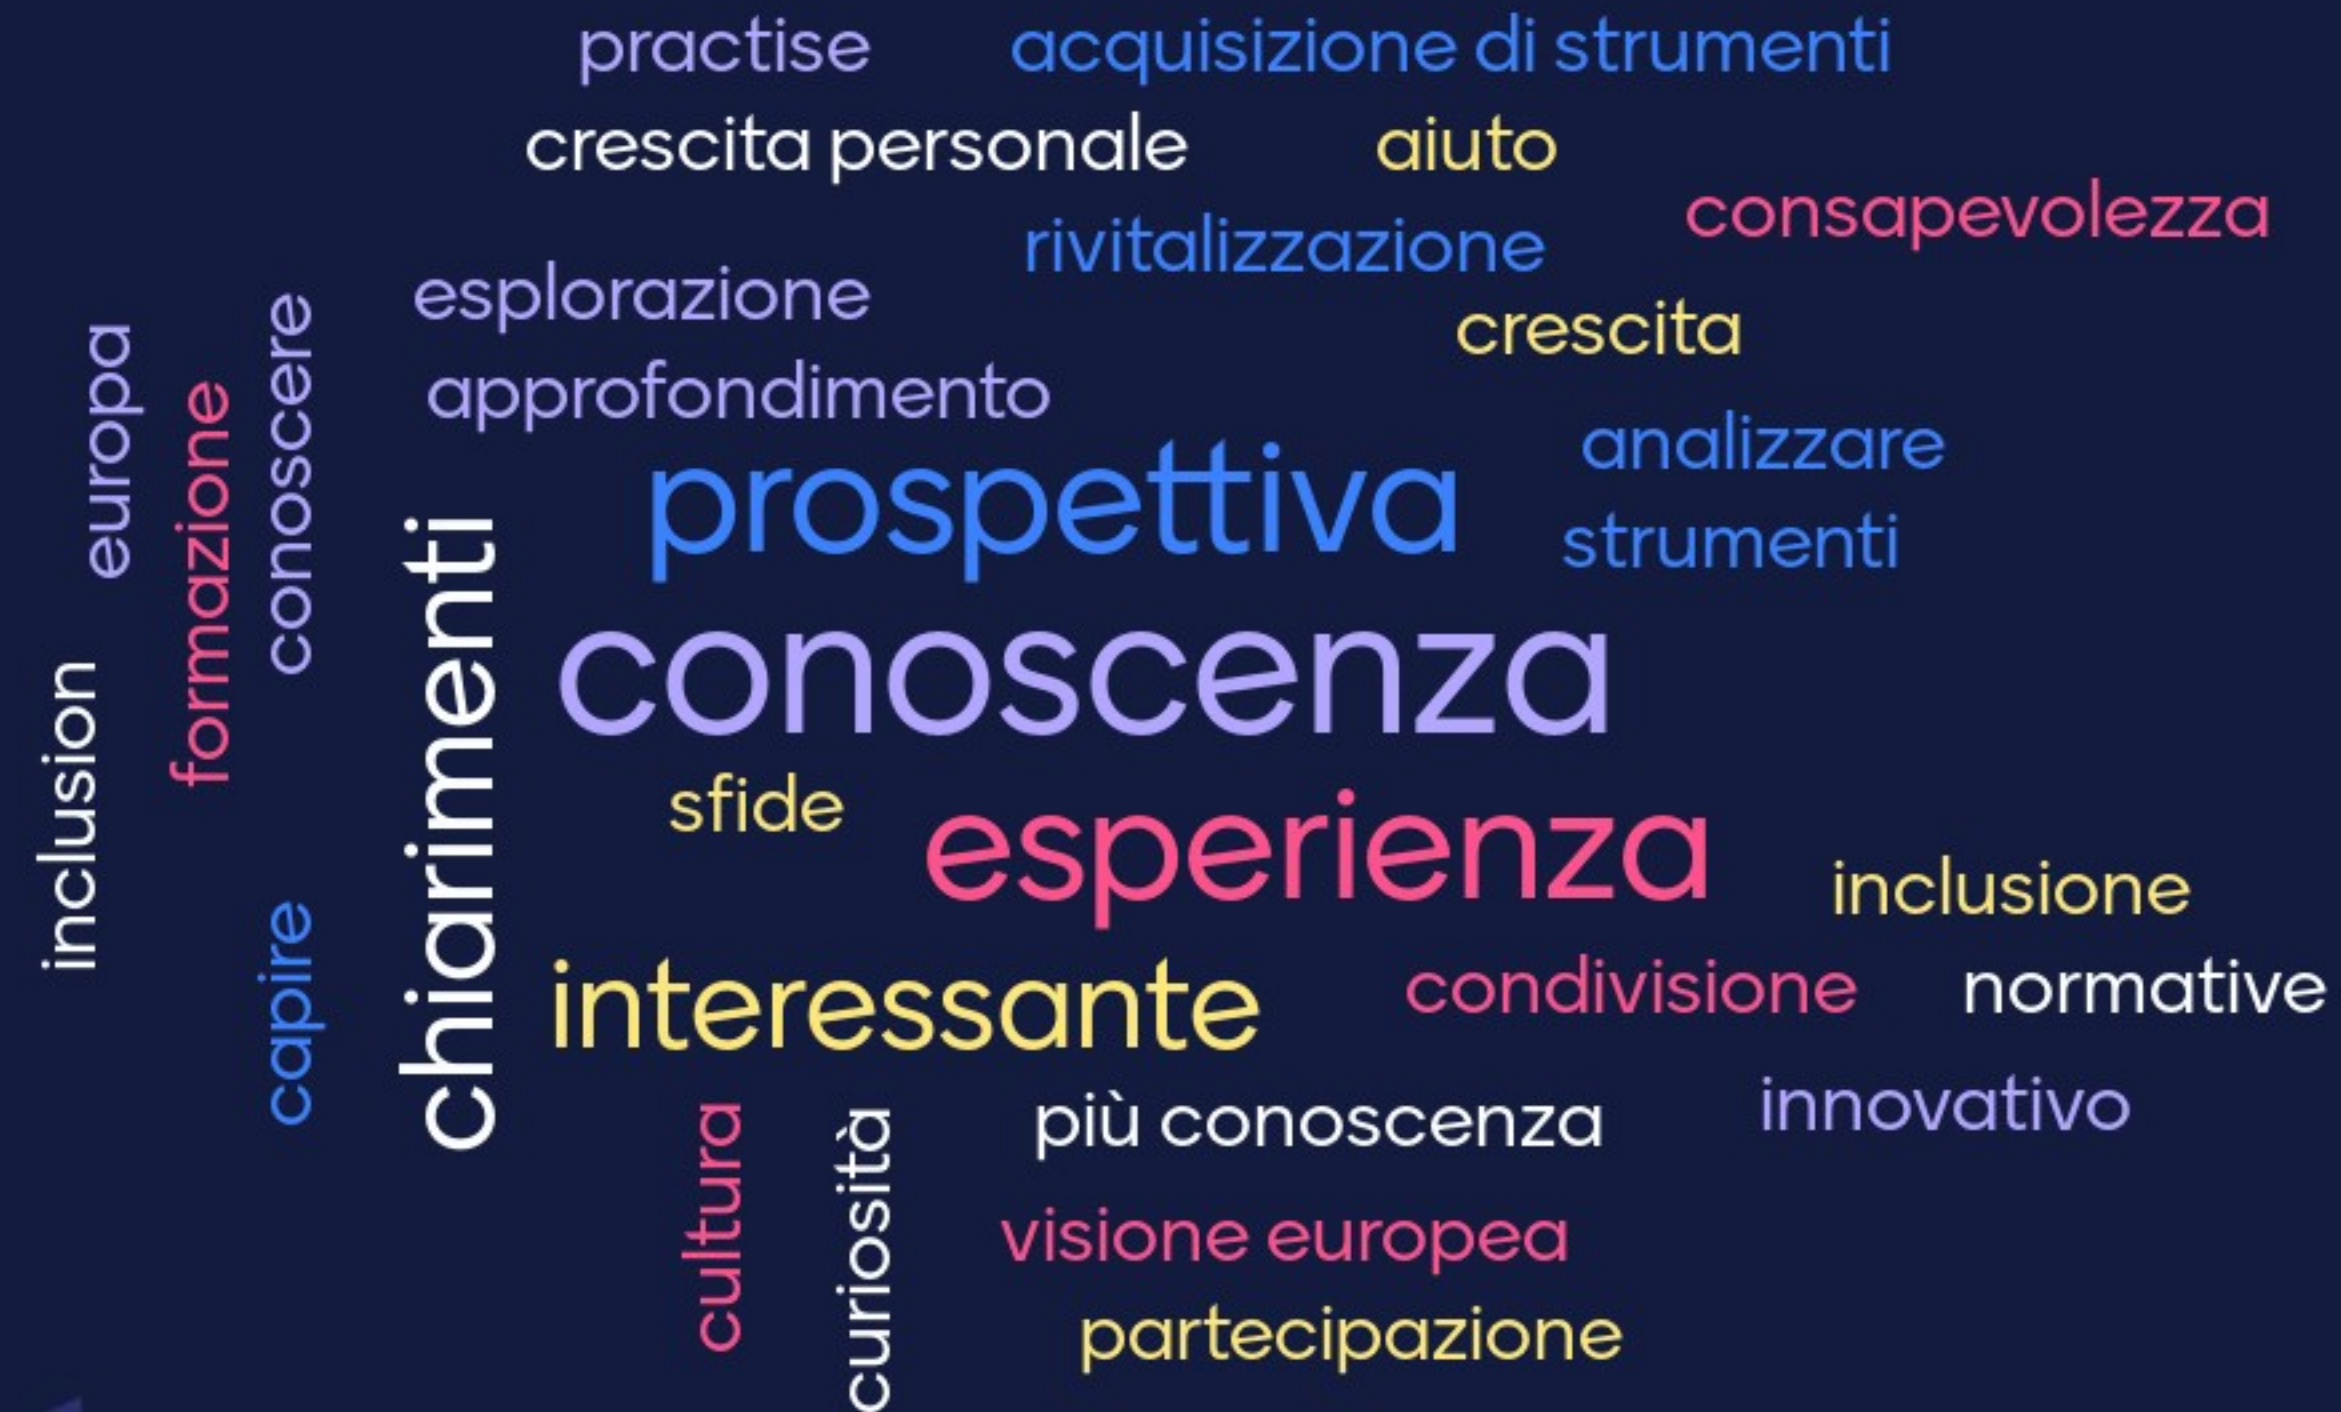 practise
acquisizione di strumenti
crescita personale
aiuto
consapevolezza
rivitalizzazione
esplorazione
crescita
approfondimento
europa
formazione
conoscere
analizzare
prospettiva
strumenti
chiarimenti
conoscenza
inclusion
sfide
esperienza
inclusione
capire
interessante
condivisione
normative
cultura
curiosità
più conoscenza
innovativo
visione europea
partecipazione